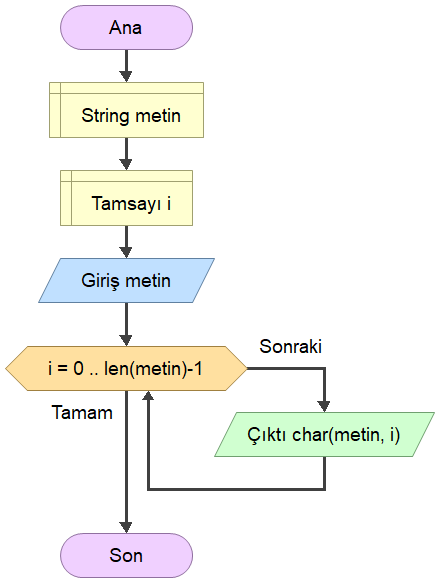 Ana
String metin
Tamsayı i
Giriş metin
i = 0 .. len(metin)-1
Sonraki
Çıktı char(metin, i)
Tamam
Son